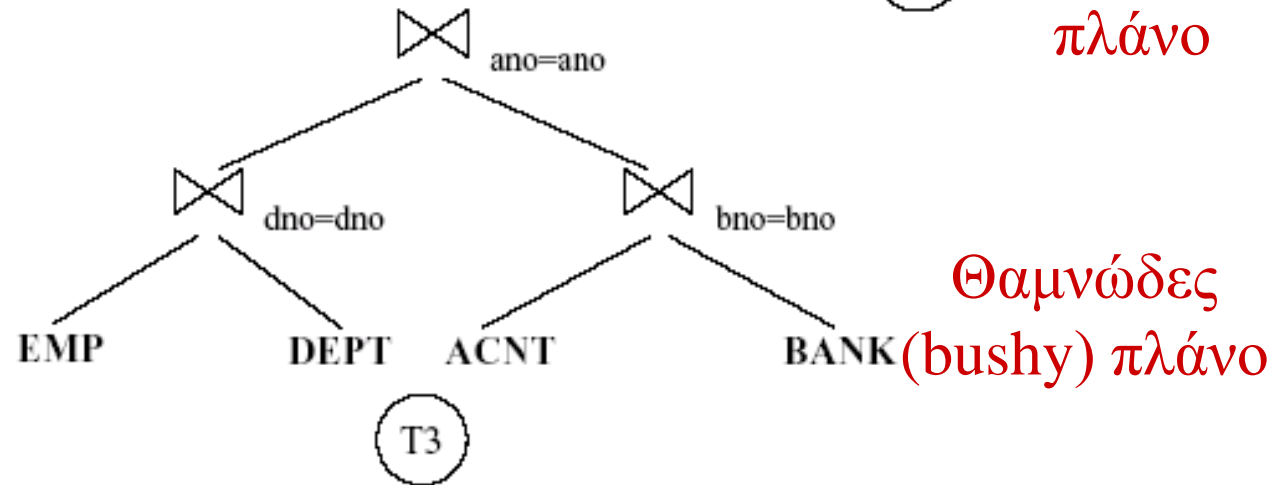 πλάνο
ano=ano
dno=dno
bno=bno
EMP
DEPT
ACNT
BANK
Θαμνώδες
(bushy) πλάνο
T3